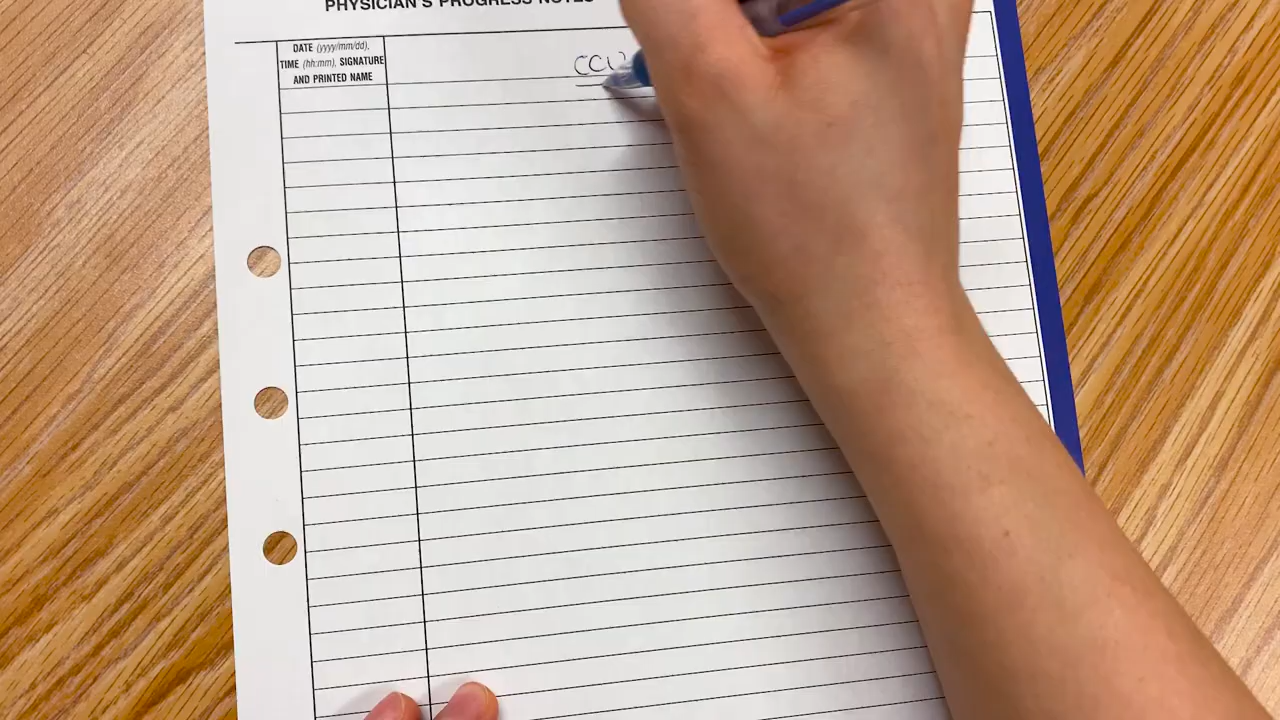 PHYSICIAN'S PROGRESS NOTES
DATE (yyyy/mm/dd),
TIME (hh:mm), SIGNATURE
AND PRINTED NAME
CCU